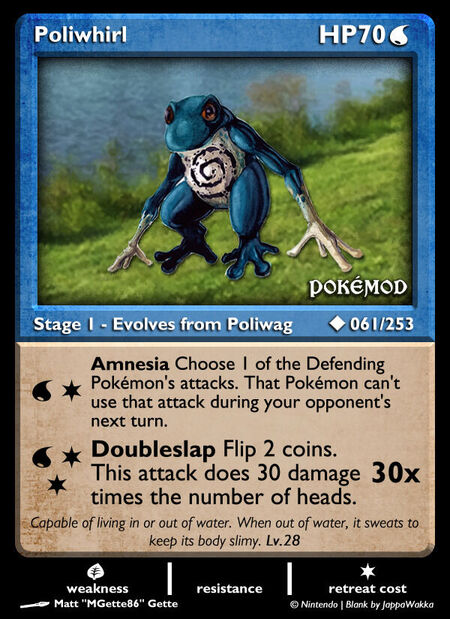 Poliwhirl HP70
POKéMOD
Stage 1 - Evolves from Poliwag 061/253
Amnesia Choose 1 of the Defending
Pokémon's attacks. That Pokémon can't
use that attack during your opponent's
next turn.
Doubleslap Flip 2 coins.
This attack does 30 damage 30x
times the number of heads.
Capable of living in or out of water. When out of water, it sweats to
keep its body slimy. Lv.28
weakness resistance retreat cost
Matt "MGette86" Gette © Nintendo | Blank by JappaWakka